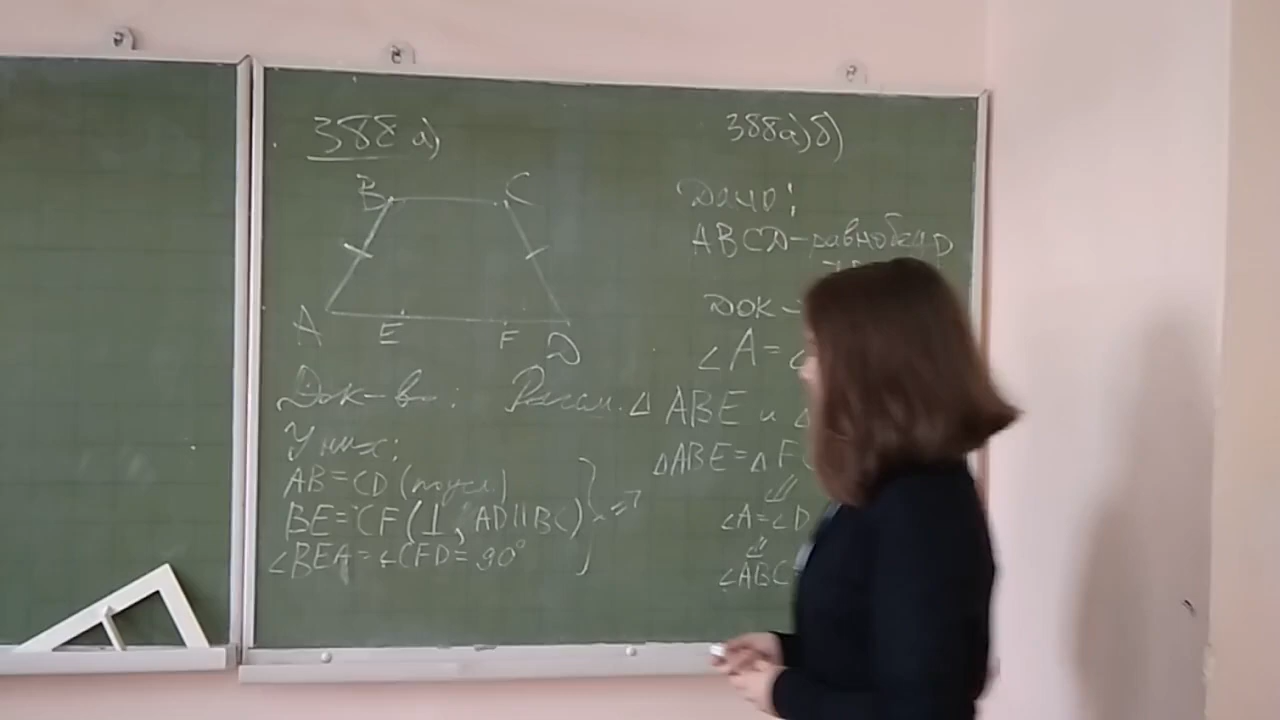 388 а)
B C
A E F D
Док-во: Рассм. △ ABE и △
У них:
AB=CD (по усл.)
BE=CF (⊥, AD||BC) } =>
∠BEA=∠CFD=90°
388а)б)
Дано:
ABCD-равнобедр
Док-
∠A=∠
△ABE=△F
⇓
∠A=∠D
⇓
∠ABC